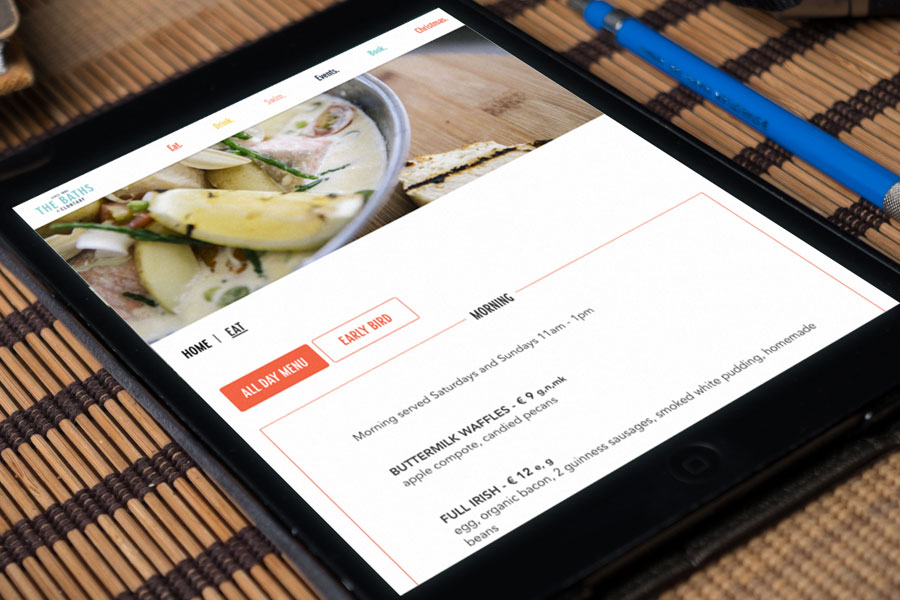 Eat. Drink. Swim. Events. Book. Christmas.
THE BATHS
CLONTARF
HOME | EAT
ALL DAY MENU EARLY BIRD
MORNING
Morning served Saturdays and Sundays 11am - 1pm
BUTTERMILK WAFFLES - € 9 g,n,mk
apple compote, candied pecans
FULL IRISH - € 12 e, g
egg, organic bacon, 2 guinness sausages, smoked white pudding, homemade
beans